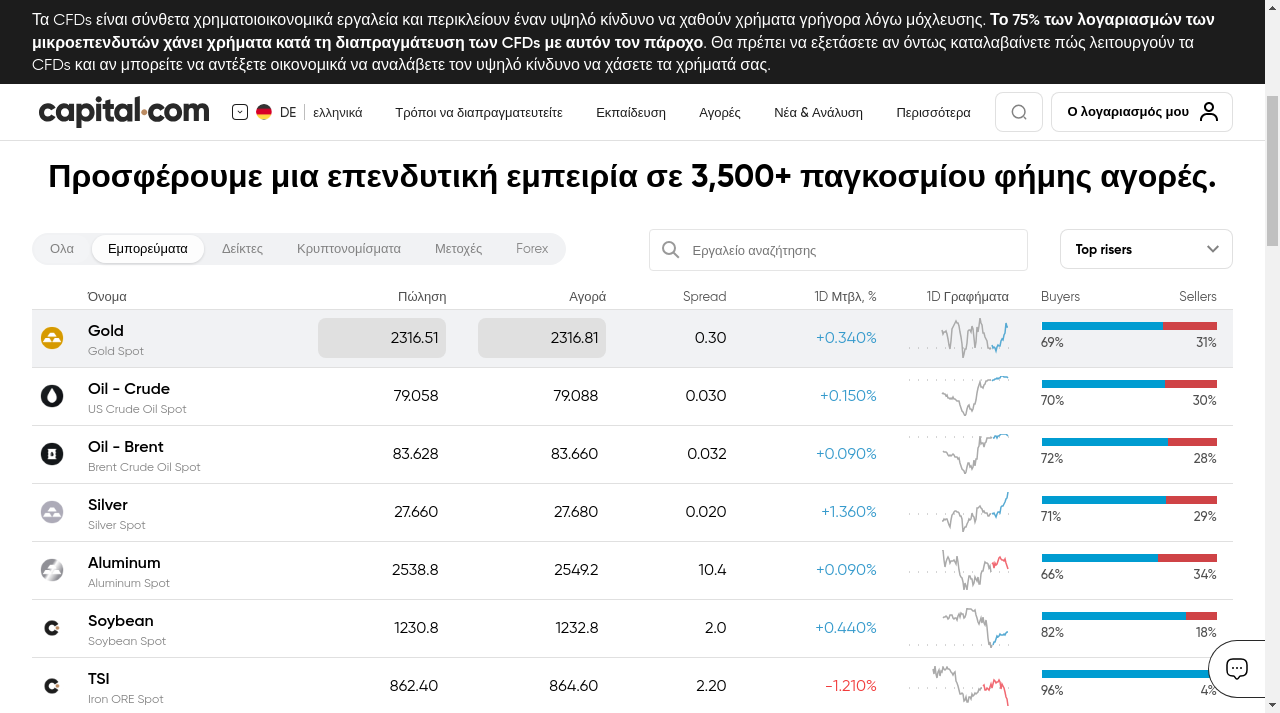 Τα CFDs είναι σύνθετα χρηματοιοικονομικά εργαλεία και περικλείουν έναν υψηλό κίνδυνο να χαθούν χρήματα γρήγορα λόγω μόχλευσης. Το 75% των λογαριασμών των
μικροεπενδυτών χάνει χρήματα κατά τη διαπραγμάτευση των CFDs με αυτόν τον πάροχο. Θα πρέπει να εξετάσετε αν όντως καταλαβαίνετε πώς λειτουργούν τα
CFDs και αν μπορείτε να αντέξετε οικονομικά να αναλάβετε τον υψηλό κίνδυνο να χάσετε τα χρήματά σας.
capital.com DE ελληνικά Τρόποι να διαπραγματευτείτε Εκπαίδευση Αγορές Νέα & Ανάλυση Περισσότερα Ο λογαριασμός μου
Προσφέρουμε μια επενδυτική εμπειρία σε 3,500+ παγκοσμίου φήμης αγορές.
Ολα Εμπορεύματα Δείκτες Κρυπτονομίσματα Μετοχές Forex Εργαλείο αναζήτησης Top risers
Όνομα Πώληση Αγορά Spread 1D Μτβλ, % 1D Γραφήματα Buyers Sellers
Gold 2316.51 2316.81 0.30 +0.340%
Gold Spot 69% 31%
Oil - Crude 79.058 79.088 0.030 +0.150%
US Crude Oil Spot 70% 30%
Oil - Brent 83.628 83.660 0.032 +0.090%
Brent Crude Oil Spot 72% 28%
Silver 27.660 27.680 0.020 +1.360%
Silver Spot 71% 29%
Aluminum 2538.8 2549.2 10.4 +0.090%
Aluminum Spot 66% 34%
Soybean 1230.8 1232.8 2.0 +0.440%
Soybean Spot 82% 18%
TSI 862.40 864.60 2.20 -1.210%
Iron ORE Spot 96% 4%